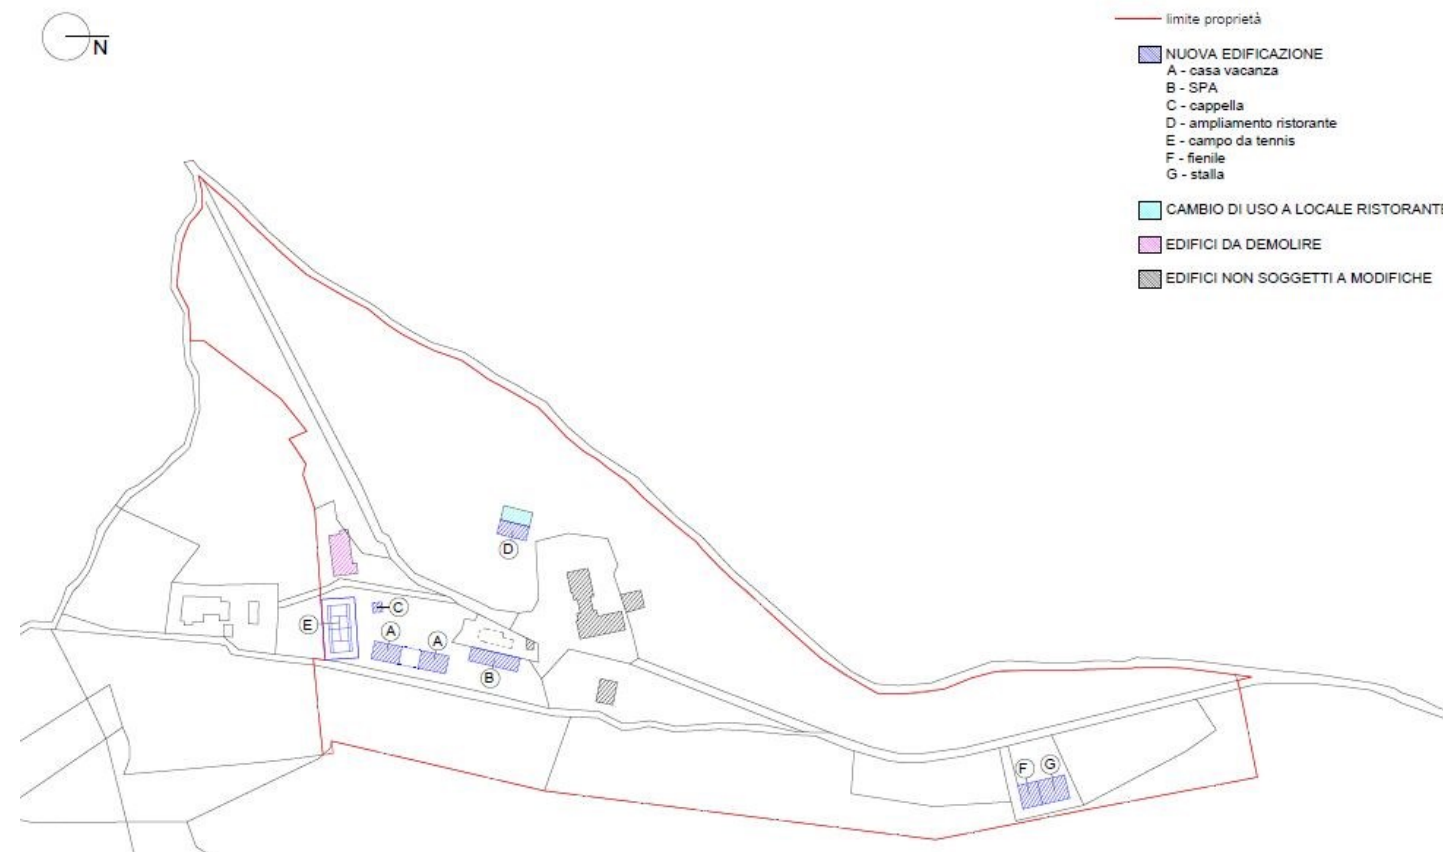 N
limite proprietà
NUOVA EDIFICAZIONE
A - casa vacanza
B - SPA
C - cappella
D - ampliamento ristorante
E - campo da tennis
F - fienile
G - stalla
CAMBIO DI USO A LOCALE RISTORANTE
EDIFICI DA DEMOLIRE
EDIFICI NON SOGGETTI A MODIFICHE
D
C
E
A
A
B
F
G